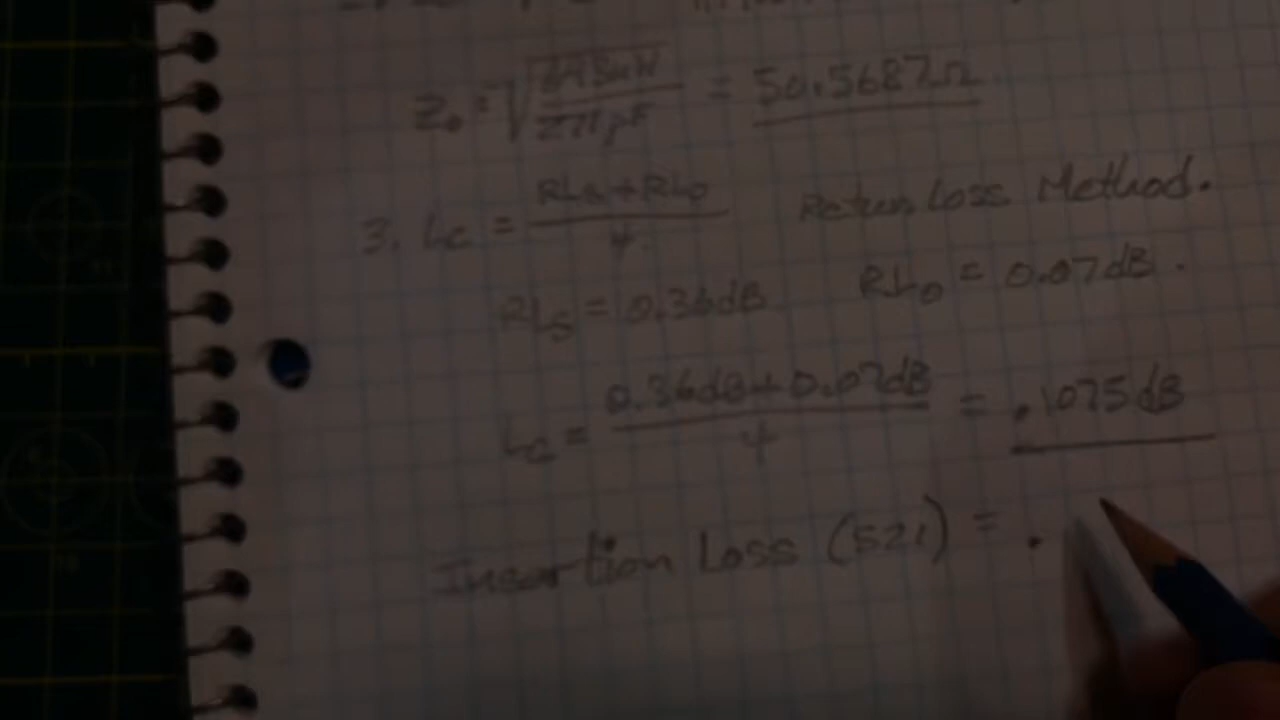 Z₀ = √(693nH / 271pF) = 50.5687Ω.
3. Lc = (RLs + RLo) / 4 Return Loss Method.
RLs = 0.36dB RLo = 0.07dB.
Lc = (0.36dB + 0.07dB) / 4 = .1075dB
Insertion Loss (S21) = .